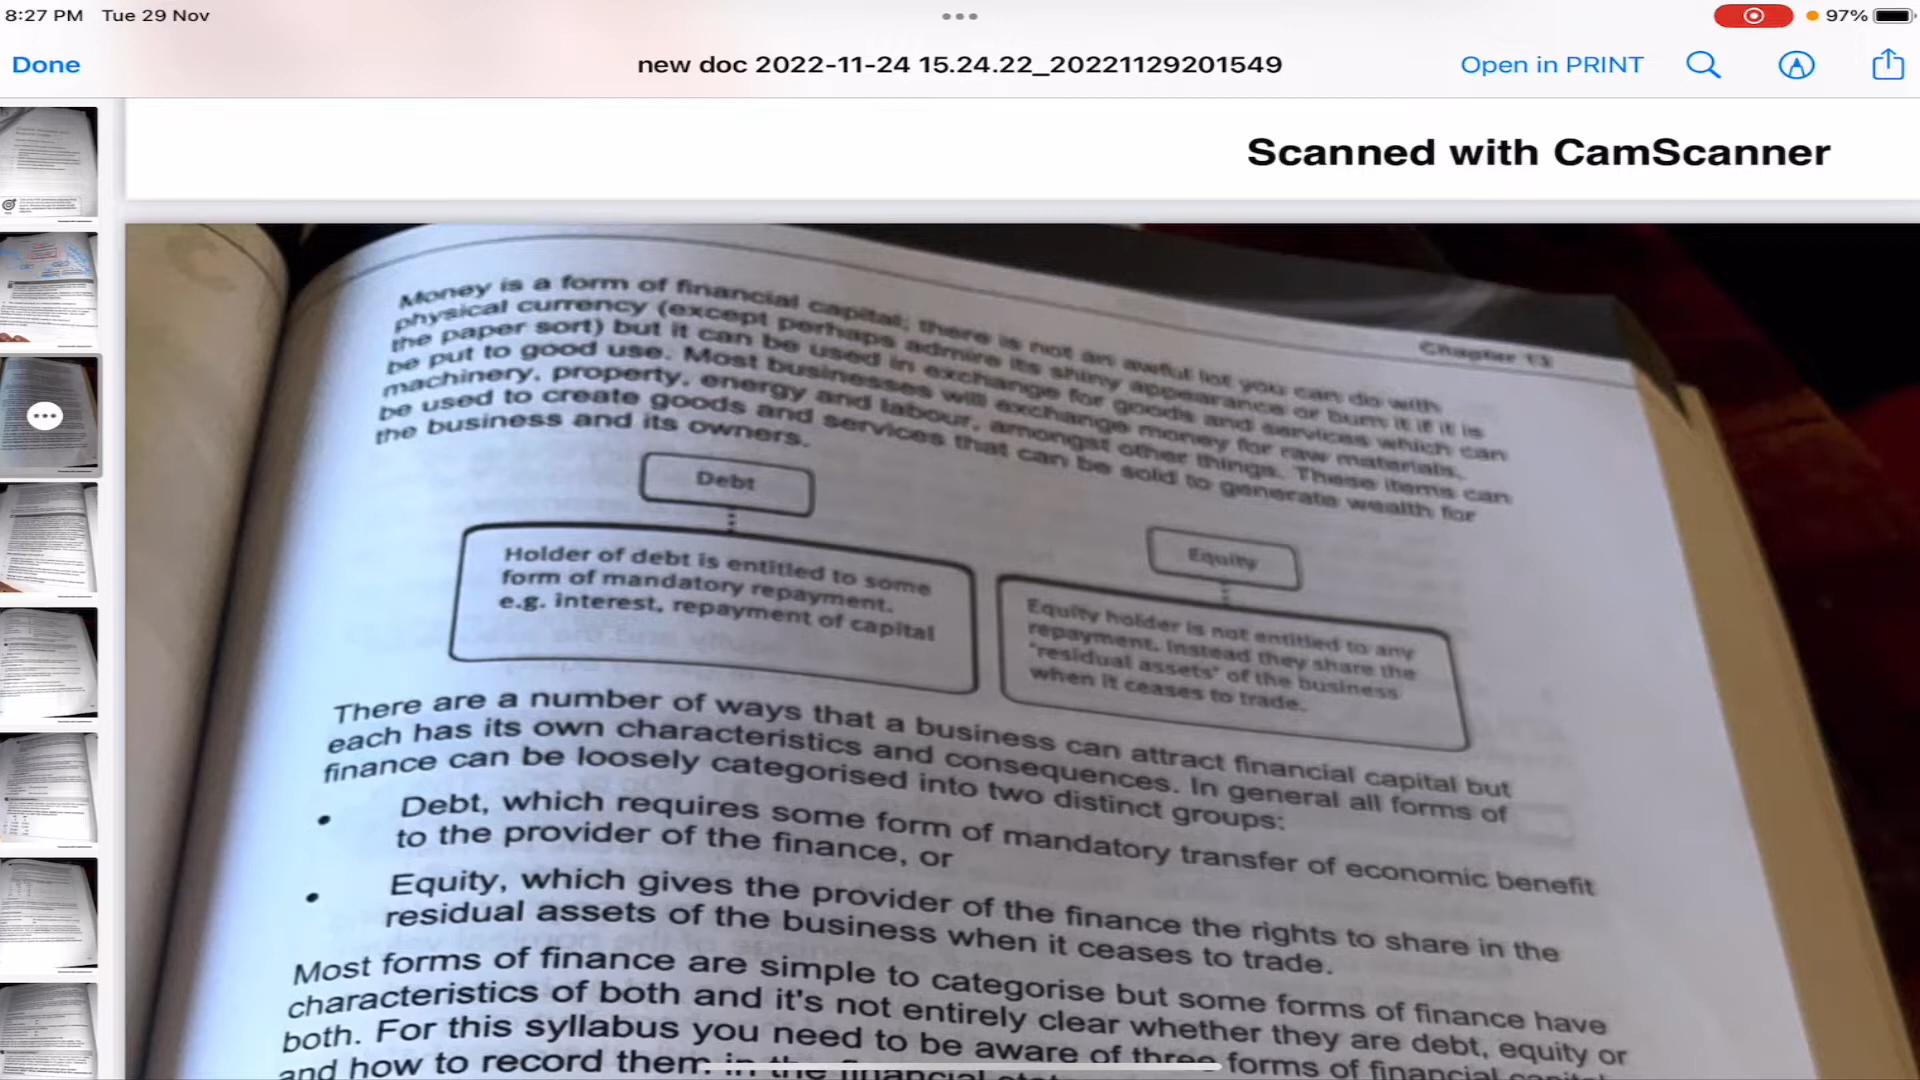 8:27 PM Tue 29 Nov
97%
Done
new doc 2022-11-24 15.24.22_20221129201549
Open in PRINT
Scanned with CamScanner
Chapter 13
Money is a form of financial capital; there is not an awful lot you can do with
physical currency (except perhaps admire its shiny appearance or burn it if it is
the paper sort) but it can be used in exchange for goods and services which can
be put to good use. Most businesses will exchange money for raw materials,
machinery, property, energy and labour, amongst other things. These items can
be used to create goods and services that can be sold to generate wealth for
the business and its owners.
Debt
Holder of debt is entitled to some
form of mandatory repayment.
e.g. interest, repayment of capital
Equity
Equity holder is not entitled to any
repayment. Instead they share the
'residual assets' of the business
when it ceases to trade.
There are a number of ways that a business can attract financial capital but
each has its own characteristics and consequences. In general all forms of
finance can be loosely categorised into two distinct groups:
• Debt, which requires some form of mandatory transfer of economic benefit
to the provider of the finance, or
• Equity, which gives the provider of the finance the rights to share in the
residual assets of the business when it ceases to trade.
Most forms of finance are simple to categorise but some forms of finance have
characteristics of both and it's not entirely clear whether they are debt, equity or
both. For this syllabus you need to be aware of three forms of financial
and how to record them in the financial